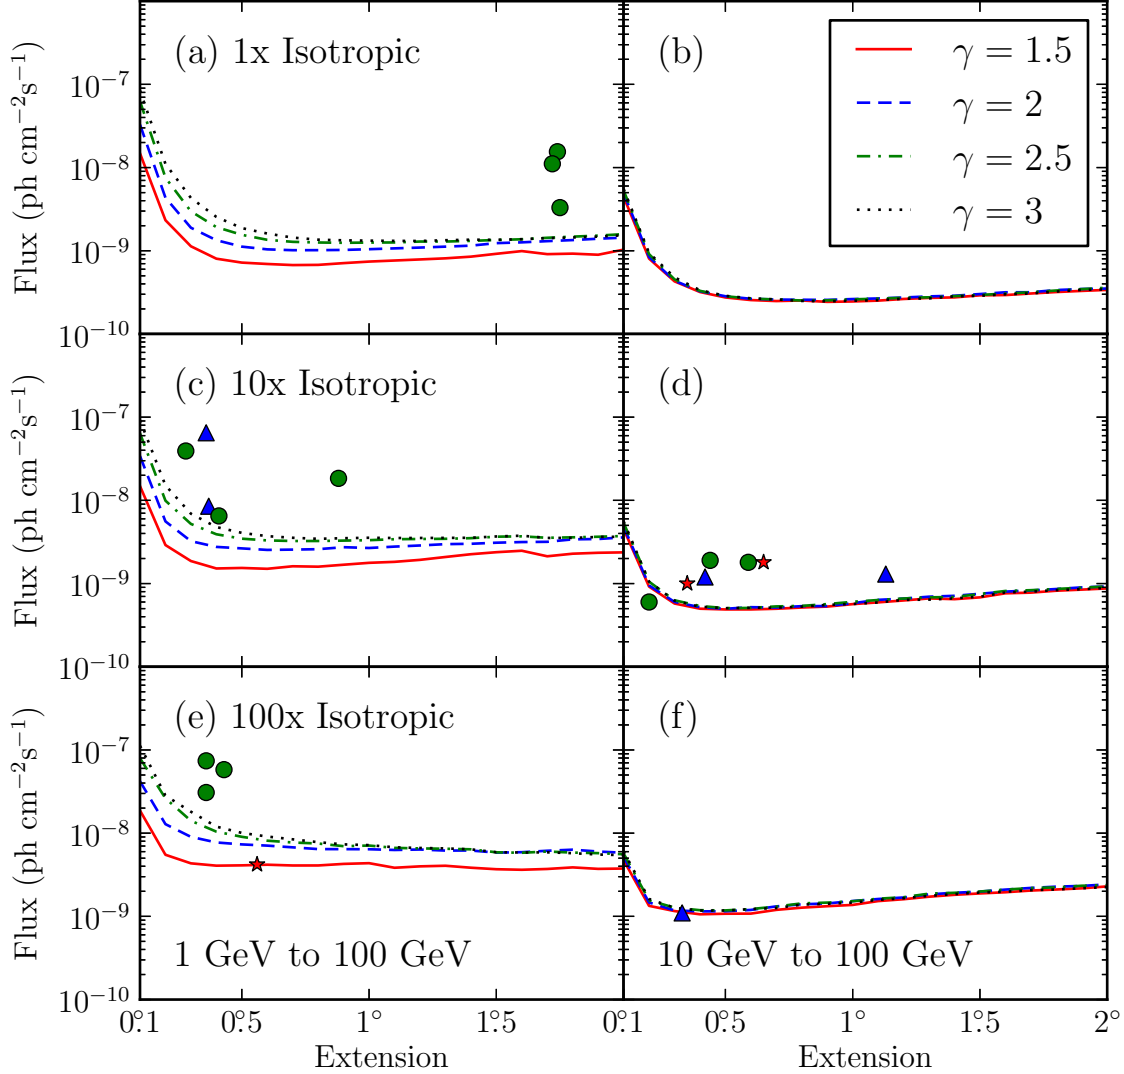 (a) 1x Isotropic
(b)
γ = 1.5
γ = 2
γ = 2.5
γ = 3
Flux (ph cm⁻²s⁻¹)
10⁻⁷
10⁻⁸
10⁻⁹
10⁻¹⁰
(c) 10x Isotropic
(d)
Flux (ph cm⁻²s⁻¹)
10⁻⁷
10⁻⁸
10⁻⁹
10⁻¹⁰
(e) 100x Isotropic
(f)
Flux (ph cm⁻²s⁻¹)
10⁻⁷
10⁻⁸
10⁻⁹
10⁻¹⁰
1 GeV to 100 GeV
10 GeV to 100 GeV
0.°1 0.°5 1° 1.°5 0.°1 0.°5 1° 1.°5 2°
Extension
Extension